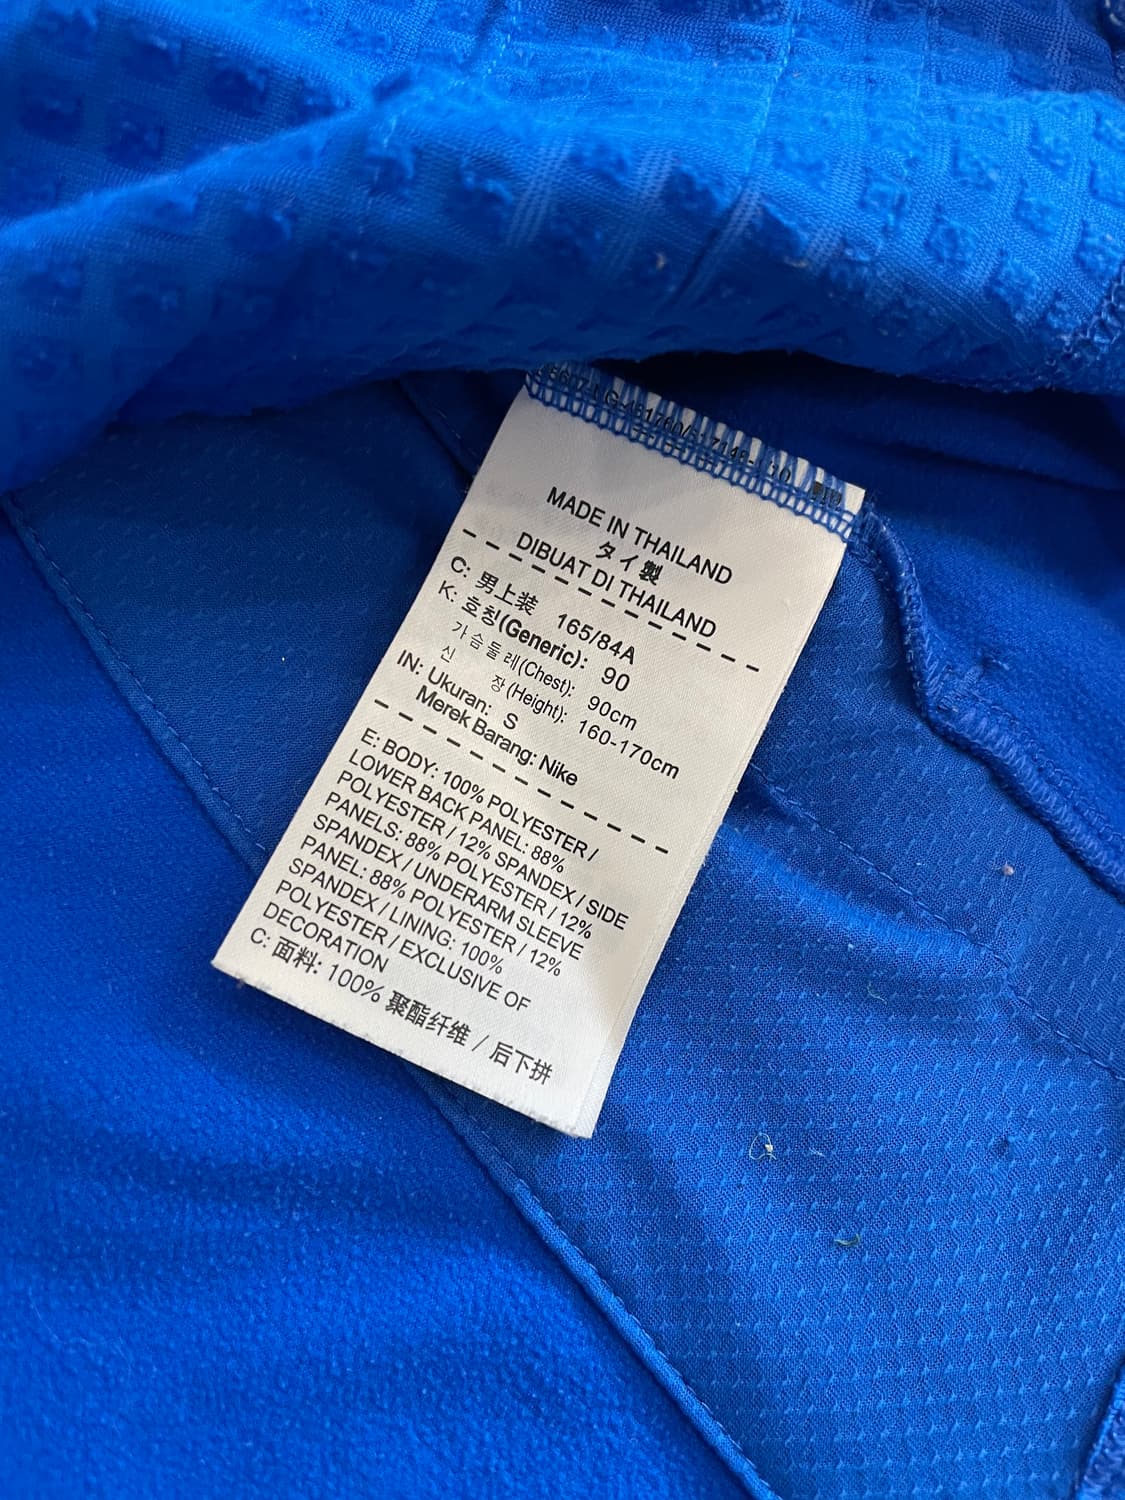 MADE IN THAILAND
タイ製
DIBUAT DI THAILAND
C: 男上装 165/84A
K: 호칭(Generic): 90
가슴둘레(Chest): 90cm
신 장(Height): 160-170cm
IN: Ukuran: S
Merek Barang: Nike
E: BODY: 100% POLYESTER /
LOWER BACK PANEL: 88%
POLYESTER / 12% SPANDEX / SIDE
PANELS: 88% POLYESTER / 12%
SPANDEX / UNDERARM SLEEVE
PANEL: 88% POLYESTER / 12%
SPANDEX / LINING: 100%
POLYESTER / EXCLUSIVE OF
DECORATION
C: 面料: 100% 聚酯纤维 / 后下拼